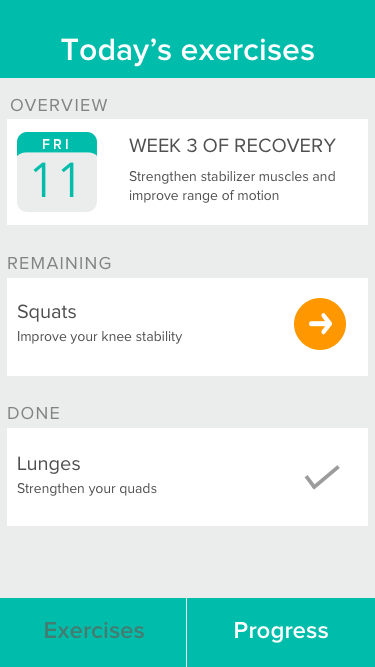 Today’s exercises
OVERVIEW
FRI
11
WEEK 3 OF RECOVERY
Strengthen stabilizer muscles and
improve range of motion
REMAINING
Squats
Improve your knee stability
DONE
Lunges
Strengthen your quads
Exercises
Progress